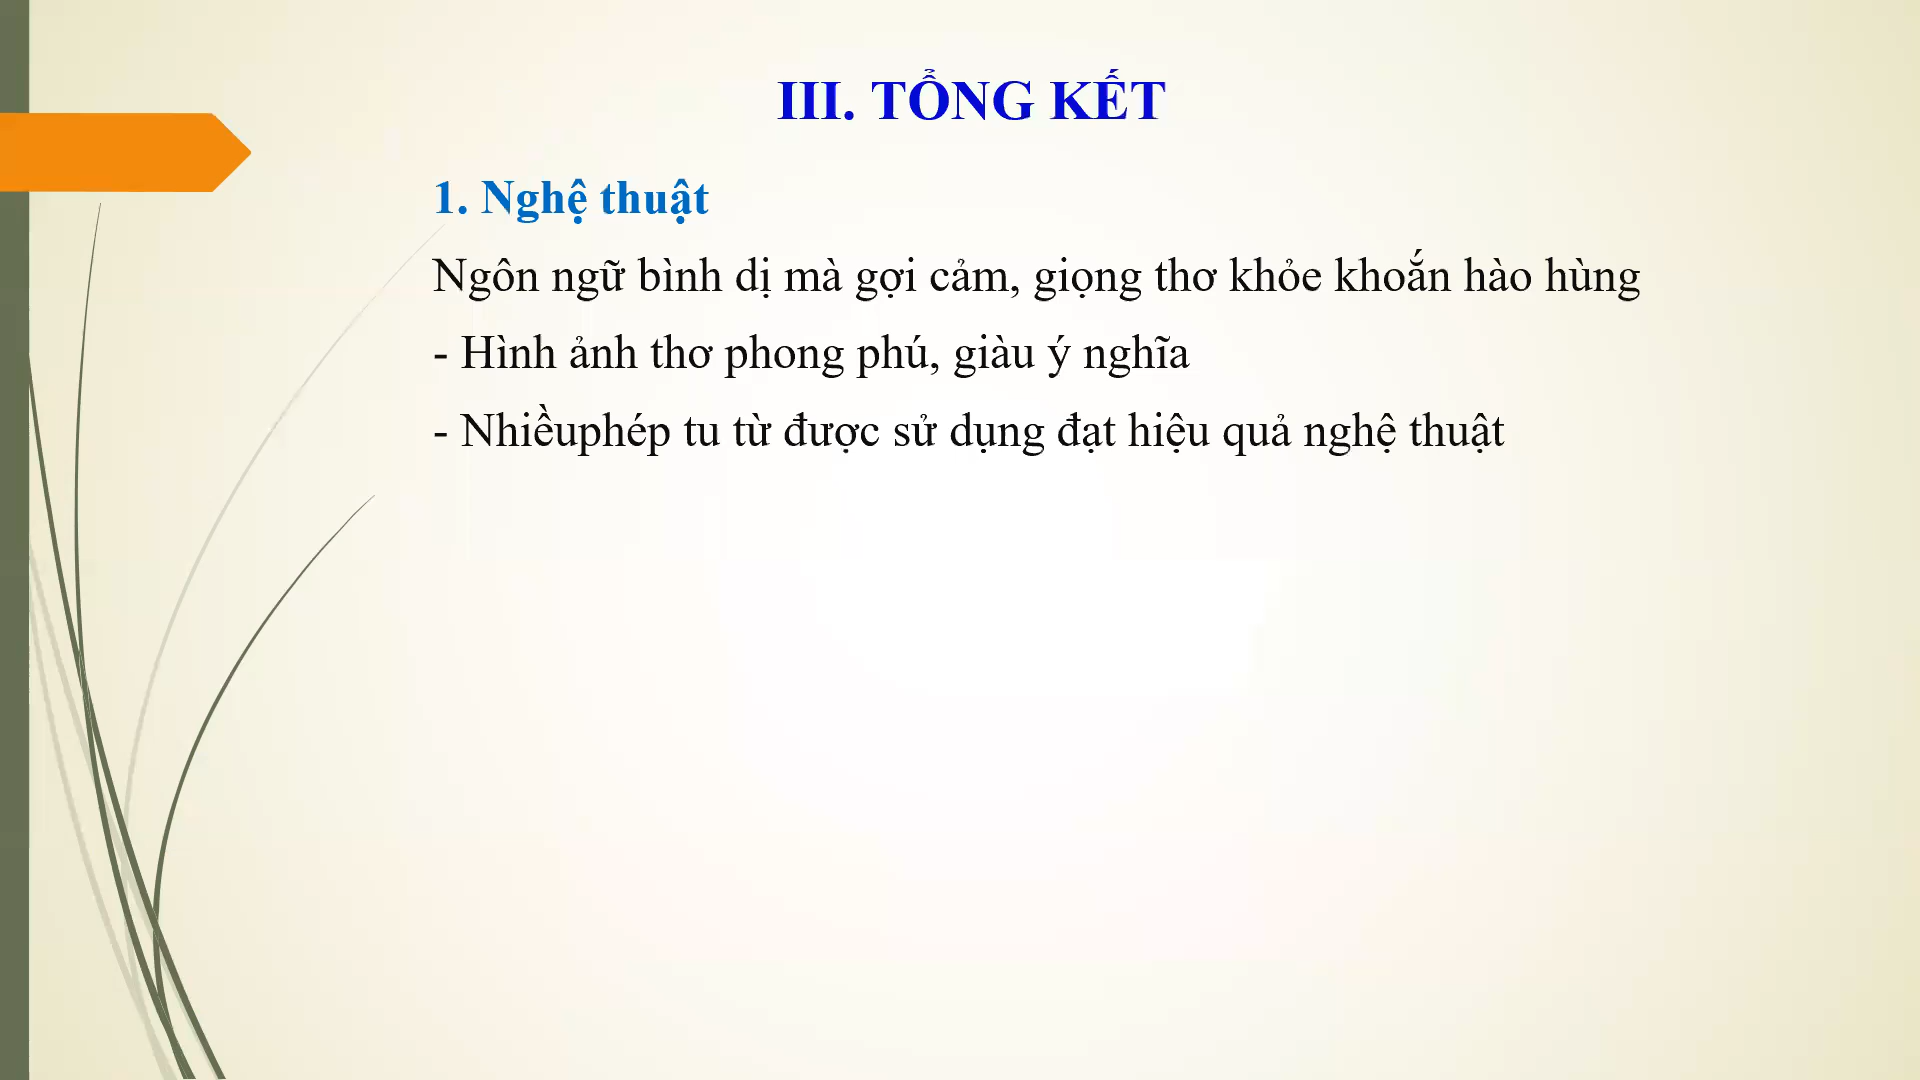 III. TỔNG KẾT
1. Nghệ thuật
Ngôn ngữ bình dị mà gợi cảm, giọng thơ khỏe khoắn hào hùng
- Hình ảnh thơ phong phú, giàu ý nghĩa
- Nhiềuphép tu từ được sử dụng đạt hiệu quả nghệ thuật